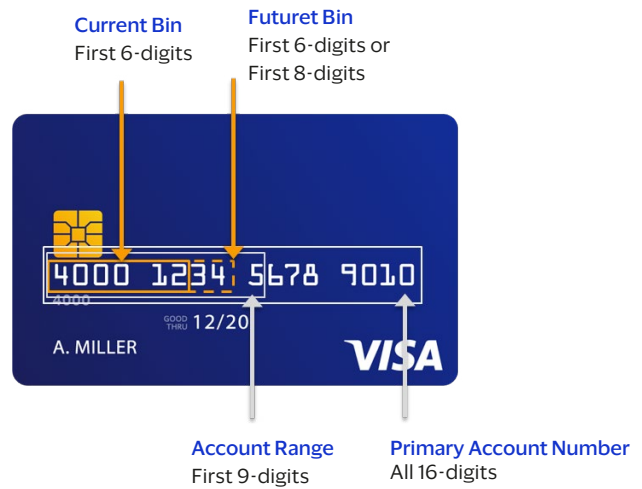 Current Bin
First 6-digits
Futuret Bin
First 6-digits or
First 8-digits
4000 1234 5678 9010
4000
GOOD THRU 12/20
A. MILLER
VISA
Account Range
First 9-digits
Primary Account Number
All 16-digits